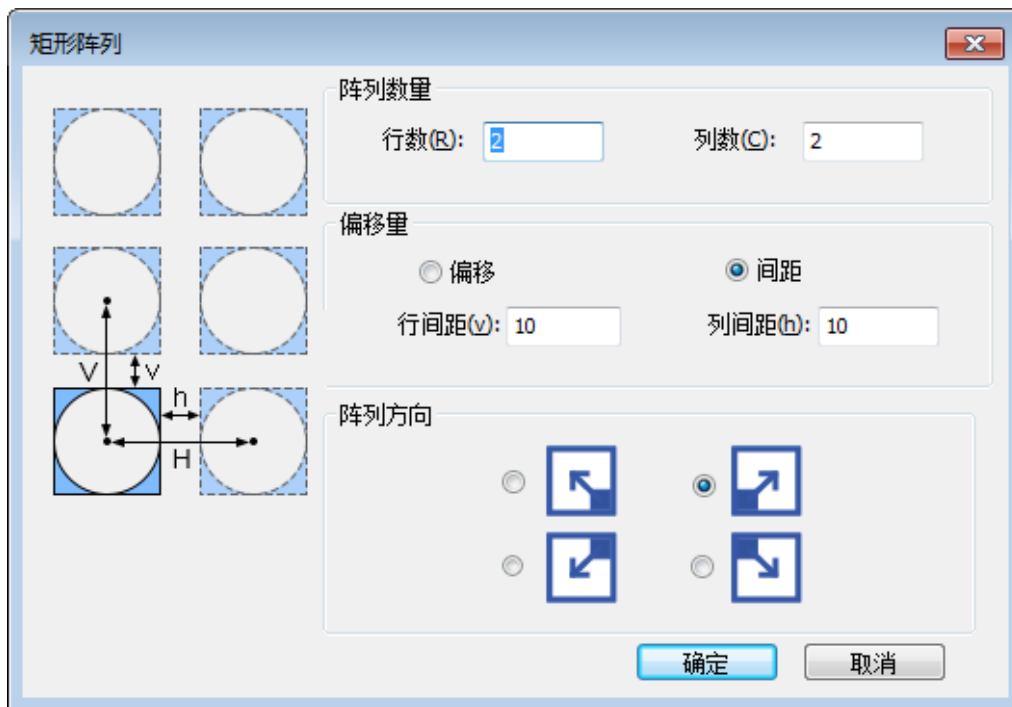 矩形阵列
阵列数量
行数(R): 2 列数(C): 2
偏移量
偏移 间距
行间距(v): 10 列间距(h): 10
V v
h
H
阵列方向
确定 取消